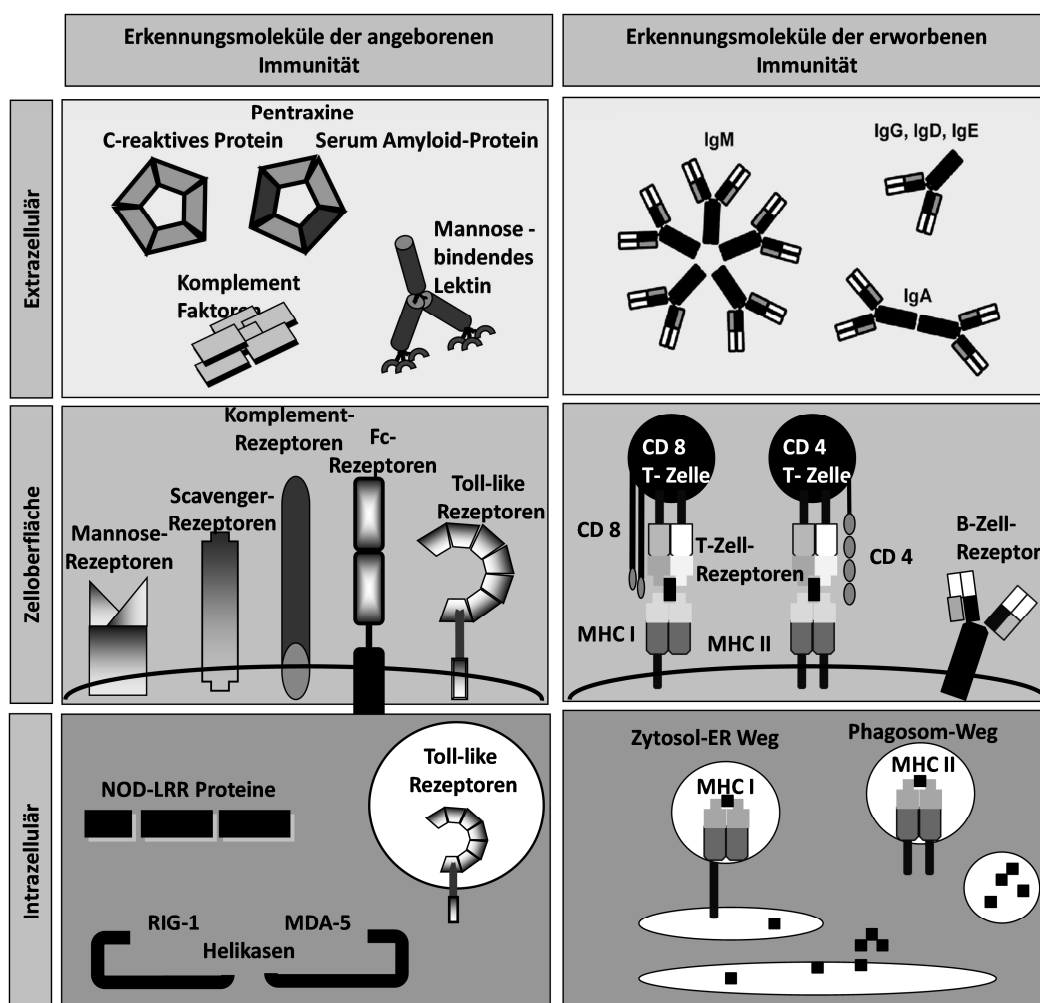 Erkennungsmoleküle der angeborenen
Immunität
Erkennungsmoleküle der erworbenen
Immunität
Extrazellulär
Pentraxine
C-reaktives Protein
Serum Amyloid-Protein
Mannose -
bindendes
Lektin
Komplement
Faktoren
IgM
IgG, IgD, IgE
IgA
Zelloberfläche
Komplement-
Rezeptoren
Fc-
Rezeptoren
Toll-like
Rezeptoren
Scavenger-
Rezeptoren
Mannose-
Rezeptoren
CD 8
T- Zelle
CD 4
T- Zelle
CD 8
T-Zell-
Rezeptoren
CD 4
B-Zell-
Rezeptor
MHC I
MHC II
Intrazellulär
NOD-LRR Proteine
Toll-like
Rezeptoren
RIG-1
MDA-5
Helikasen
Zytosol-ER Weg
Phagosom-Weg
MHC I
MHC II